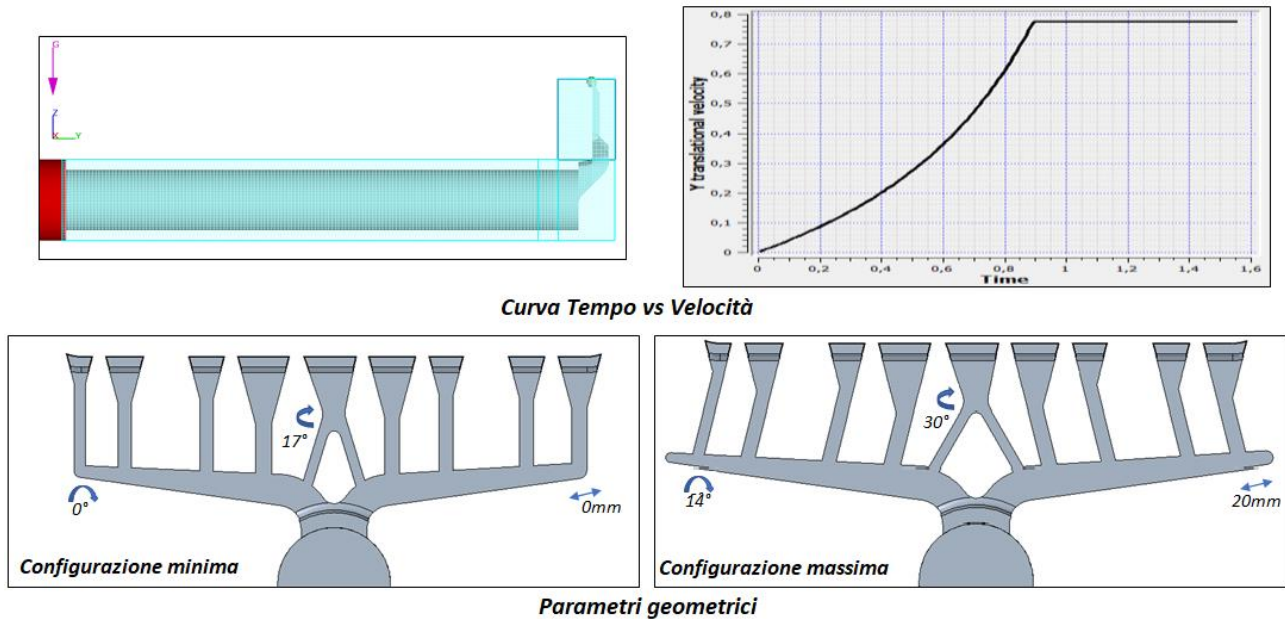 G
Z
X Y
Y translational velocity
0,8
0,7
0,6
0,5
0,4
0,3
0,2
0,1
0
0 0,2 0,4 0,6 0,8 1 1,2 1,4 1,6
Time
Curva Tempo vs Velocità
17°
0°
0mm
Configurazione minima
30°
14°
20mm
Configurazione massima
Parametri geometrici